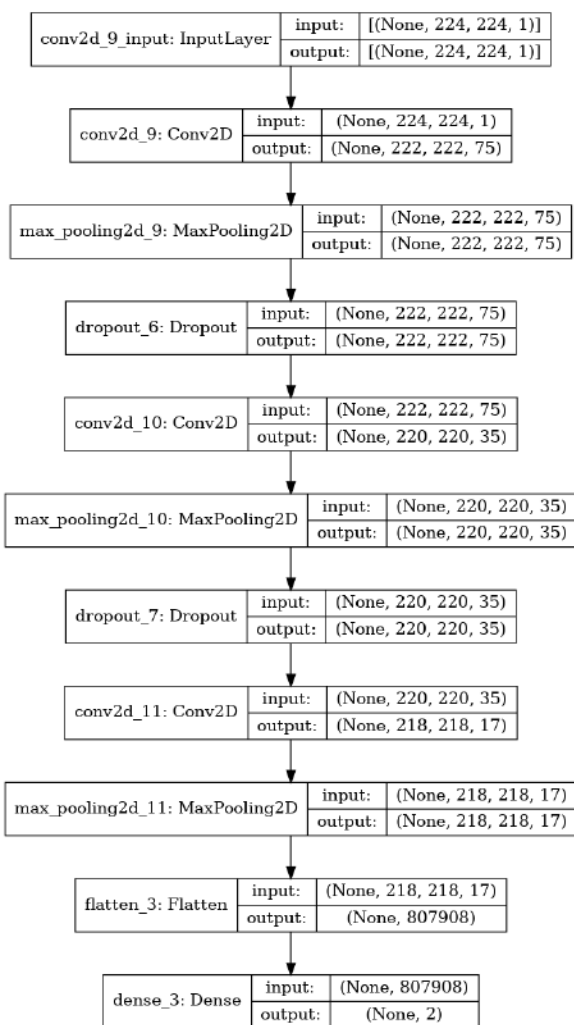 conv2d_9_input: InputLayer
input: [(None, 224, 224, 1)]
output: [(None, 224, 224, 1)]
conv2d_9: Conv2D
input: (None, 224, 224, 1)
output: (None, 222, 222, 75)
max_pooling2d_9: MaxPooling2D
input: (None, 222, 222, 75)
output: (None, 222, 222, 75)
dropout_6: Dropout
input: (None, 222, 222, 75)
output: (None, 222, 222, 75)
conv2d_10: Conv2D
input: (None, 222, 222, 75)
output: (None, 220, 220, 35)
max_pooling2d_10: MaxPooling2D
input: (None, 220, 220, 35)
output: (None, 220, 220, 35)
dropout_7: Dropout
input: (None, 220, 220, 35)
output: (None, 220, 220, 35)
conv2d_11: Conv2D
input: (None, 220, 220, 35)
output: (None, 218, 218, 17)
max_pooling2d_11: MaxPooling2D
input: (None, 218, 218, 17)
output: (None, 218, 218, 17)
flatten_3: Flatten
input: (None, 218, 218, 17)
output: (None, 807908)
dense_3: Dense
input: (None, 807908)
output: (None, 2)